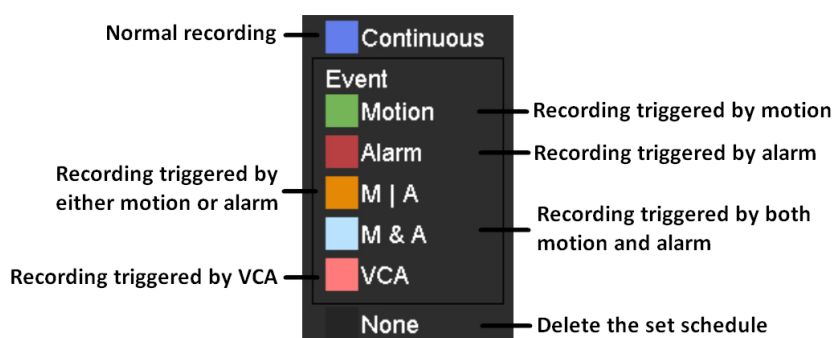 Normal recording
Continuous
Event
Motion
Recording triggered by motion
Alarm
Recording triggered by alarm
Recording triggered by
either motion or alarm
M | A
M & A
Recording triggered by both
motion and alarm
Recording triggered by VCA
VCA
None
Delete the set schedule